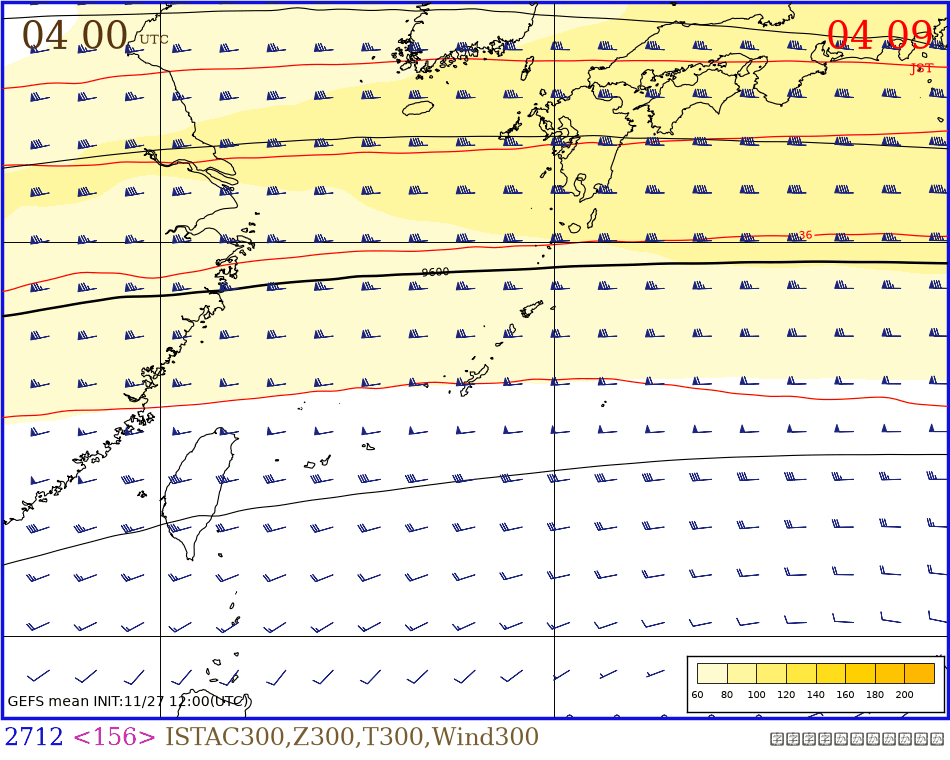 04 00 UTC
04 09
JST
36
9600
60 80 100 120 140 160 180 200
GEFS mean INIT:11/27 12:00(UTC)
2712 <156> ISTAC300,Z300,T300,Wind300